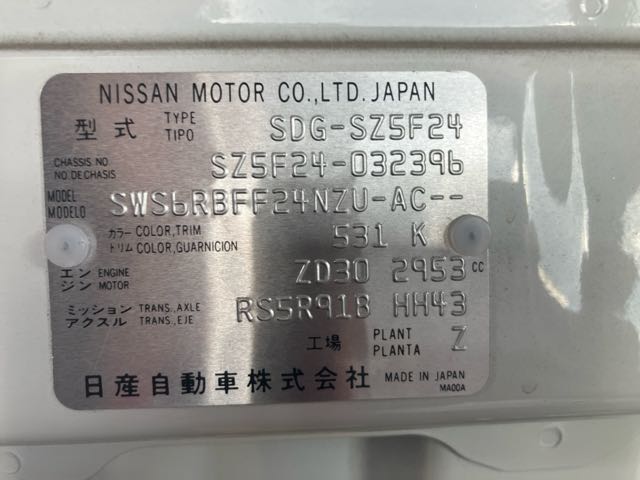 NISSAN MOTOR CO.,LTD. JAPAN
型式 TYPE TIPO SDG-SZ5F24
CHASSIS NO NO.DE CHASIS SZ5F24-032396
MODEL MODELO SWS6RBFF24NZU-AC--
カラー COLOR,TRIM トリム COLOR,GUARNICION 531 K
エンジン ENGINE MOTOR ZD30 2953 cc
ミッション TRANS.,AXLE アクスル TRANS.,EJE RS5R91B HH43
工場 PLANT PLANTA Z
日産自動車株式会社 MADE IN JAPAN
MA00A